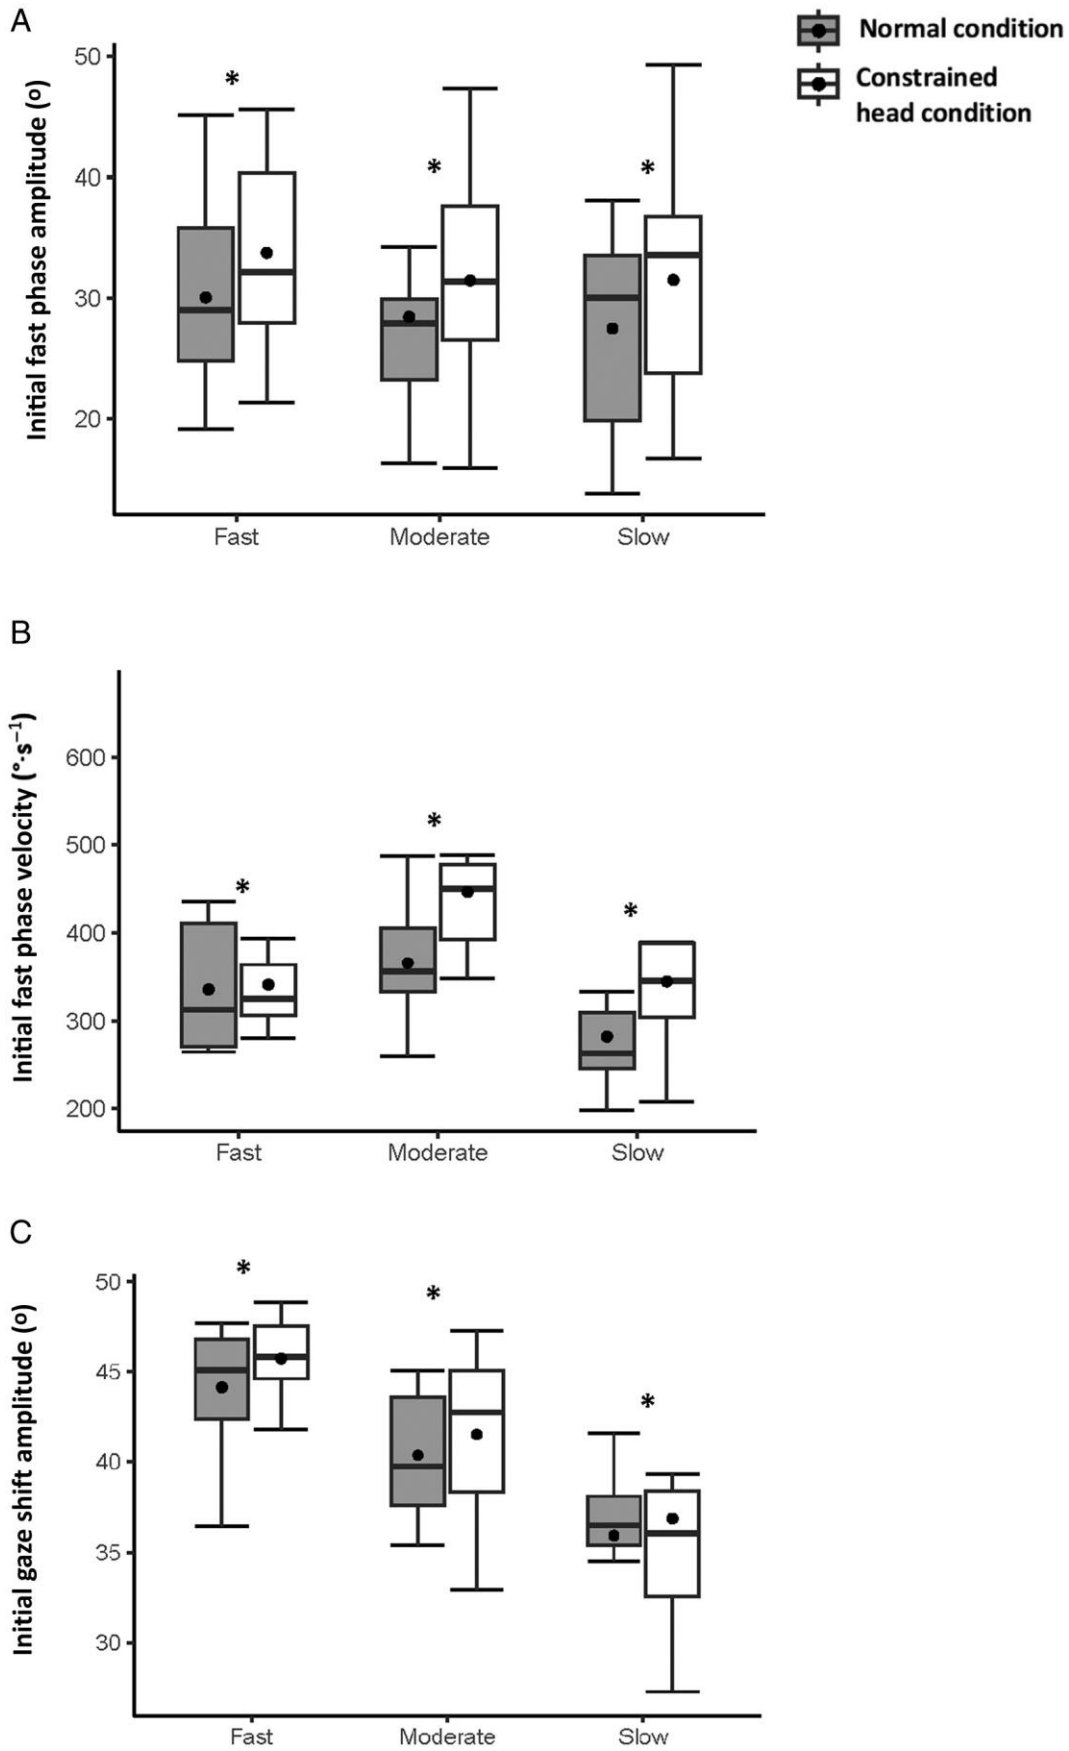 A
Normal condition
Constrained
head condition
Initial fast phase amplitude (º)
50
40
30
20
*
*
*
Fast
Moderate
Slow
B
Initial fast phase velocity (°·s⁻¹)
600
500
400
300
200
*
*
*
Fast
Moderate
Slow
C
Initial gaze shift amplitude (º)
50
45
40
35
30
*
*
*
Fast
Moderate
Slow